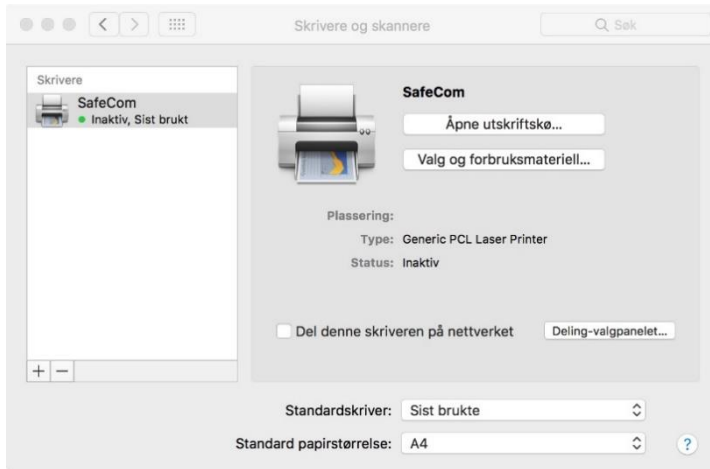 Skrivere og skannere
Søk
Skrivere
SafeCom
Inaktiv, Sist brukt
SafeCom
Åpne utskriftskø...
Valg og forbruksmateriell...
Plassering:
Type: Generic PCL Laser Printer
Status: Inaktiv
Del denne skriveren på nettverket
Deling-valgpanelet...
+ −
Standardskriver: Sist brukte
Standard papirstørrelse: A4
?